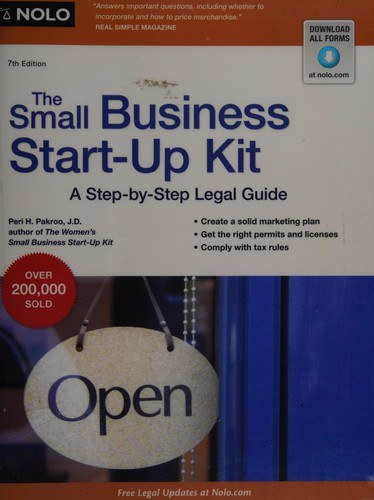 NOLO
"Answers important questions, including whether to
incorporate and how to price merchandise."
REAL SIMPLE MAGAZINE
DOWNLOAD
ALL FORMS
at nolo.com
7th Edition
The
Small Business
Start-Up Kit
A Step-by-Step Legal Guide
Peri H. Pakroo, J.D.
author of The Women's
Small Business Start-Up Kit
• Create a solid marketing plan
• Get the right permits and licenses
• Comply with tax rules
OVER
200,000
SOLD
Open
Free Legal Updates at Nolo.com